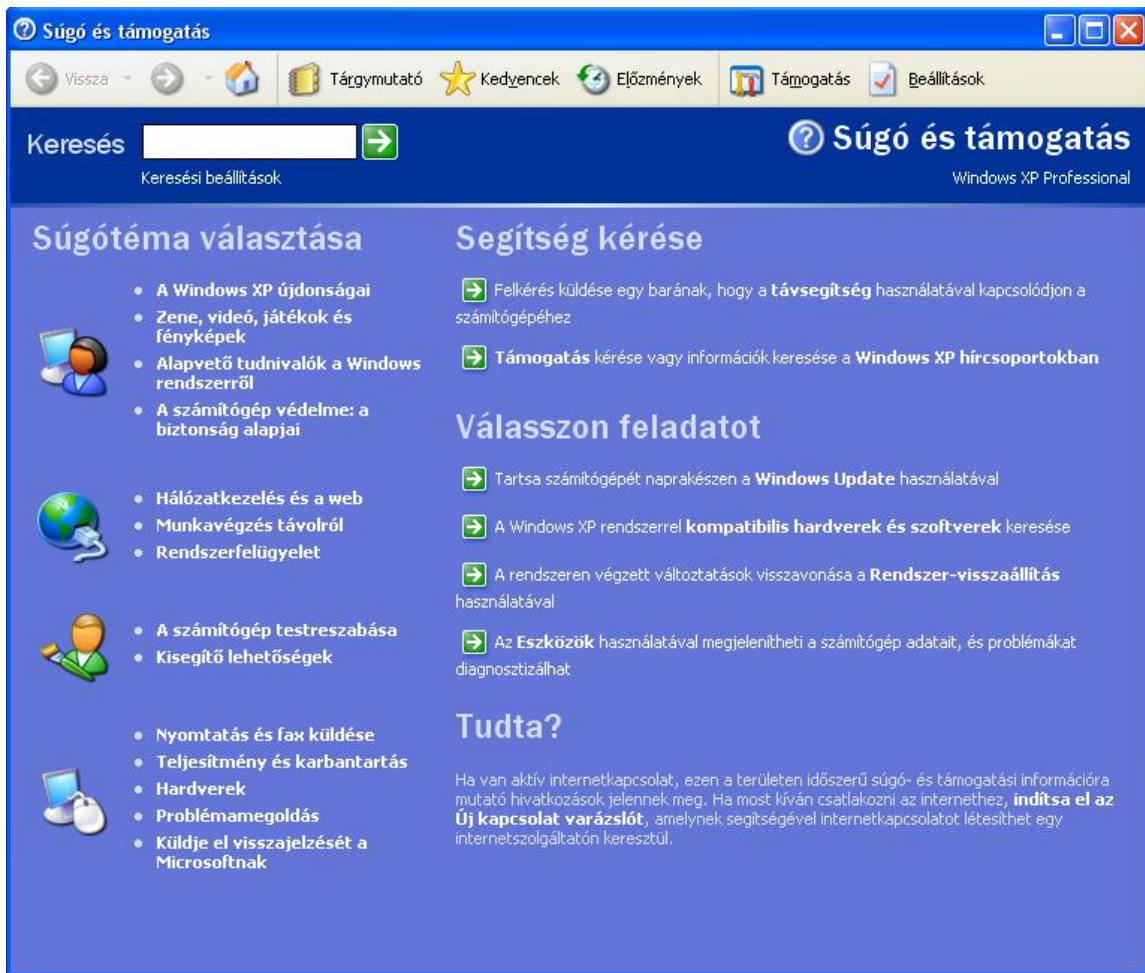 Súgó és támogatás
Vissza
Tárgymutató
Kedvencek
Előzmények
Támogatás
Beállítások
Keresés
Keresési beállítások
Súgó és támogatás
Windows XP Professional
Súgótéma választása
A Windows XP újdonságai
Zene, videó, játékok és
fényképek
Alapvető tudnivalók a Windows
rendszerről
A számítógép védelme: a
biztonság alapjai
Hálózatkezelés és a web
Munkavégzés távolról
Rendszerfelügyelet
A számítógép testreszabása
Kisegítő lehetőségek
Nyomtatás és fax küldése
Teljesítmény és karbantartás
Hardverek
Problémamegoldás
Küldje el visszajelzését a
Microsoftnak
Segítség kérése
Felkérés küldése egy barának, hogy a távsegítség használatával kapcsolódjon a
számítógépéhez
Támogatás kérése vagy információk keresése a Windows XP hírcsoportokban
Válasszon feladatot
Tartsa számítógépét naprakészen a Windows Update használatával
A Windows XP rendszerrel kompatibilis hardverek és szoftverek keresése
A rendszeren végzett változtatások visszavonása a Rendszer-visszaállítás
használatával
Az Eszközök használatával megjelenítheti a számítógép adatait, és problémákat
diagnosztizálhat
Tudta?
Ha van aktív internetkapcsolat, ezen a területen időszerű súgó- és támogatási információra
mutató hivatkozások jelennek meg. Ha most kíván csatlakozni az internethez, indítsa el az
Új kapcsolat varázslót, amelynek segítségével internetkapcsolatot létesíthet egy
internetszolgáltatón keresztül.